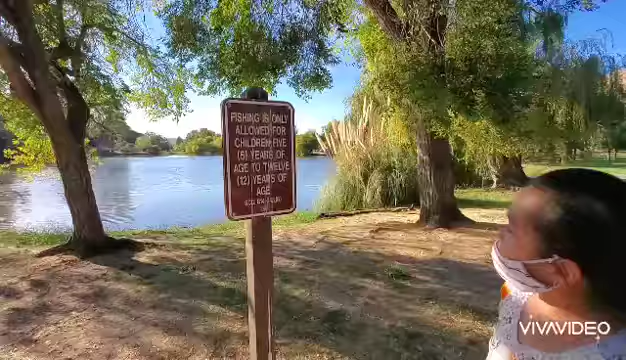 FISHING IS ONLY
ALLOWED FOR
CHILDREN FIVE
(5) YEARS OF
AGE TO TWELVE
(12) YEARS OF
AGE
VIVAVIDEO